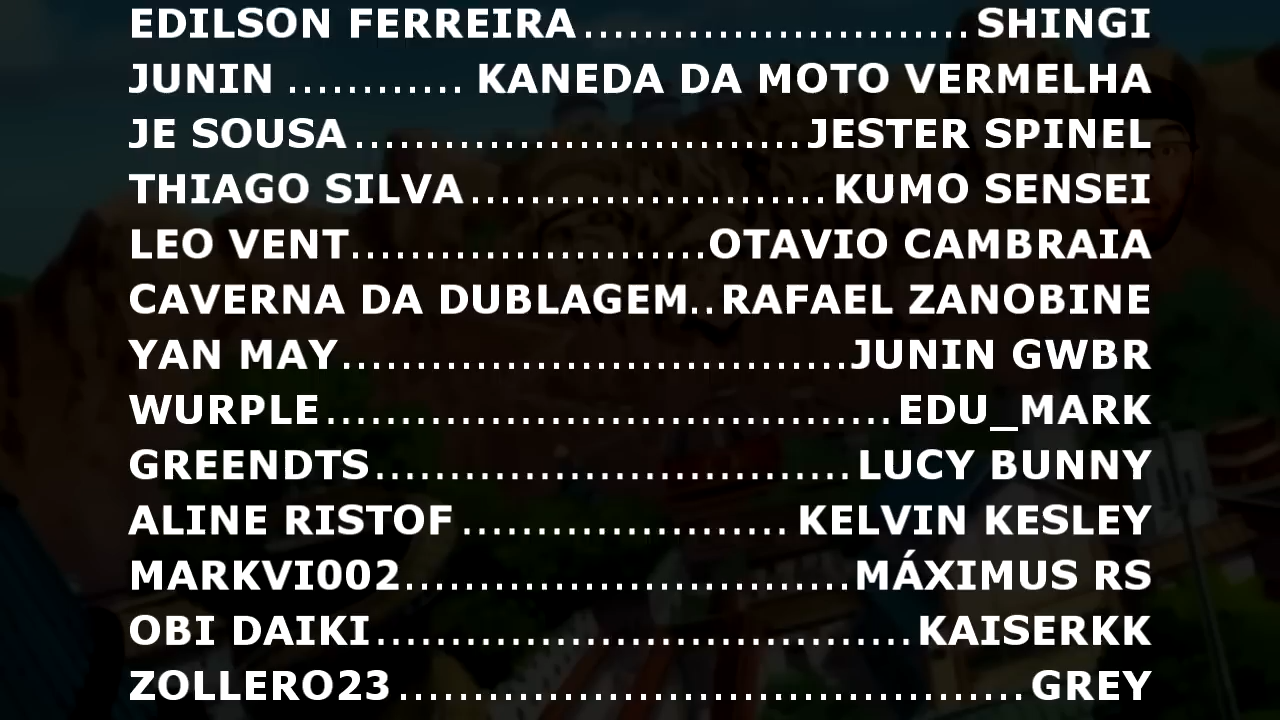 EDILSON FERREIRA..........................SHINGI
JUNIN ............ KANEDA DA MOTO VERMELHA
JE SOUSA..............................JESTER SPINEL
THIAGO SILVA........................KUMO SENSEI
LEO VENT........................OTAVIO CAMBRAIA
CAVERNA DA DUBLAGEM..RAFAEL ZANOBINE
YAN MAY..................................JUNIN GWBR
WURPLE......................................EDU_MARK
GREENDTS................................LUCY BUNNY
ALINE RISTOF......................KELVIN KESLEY
MARKVI002..............................MÁXIMUS RS
OBI DAIKI....................................KAISERKK
ZOLLERO23..........................................GREY